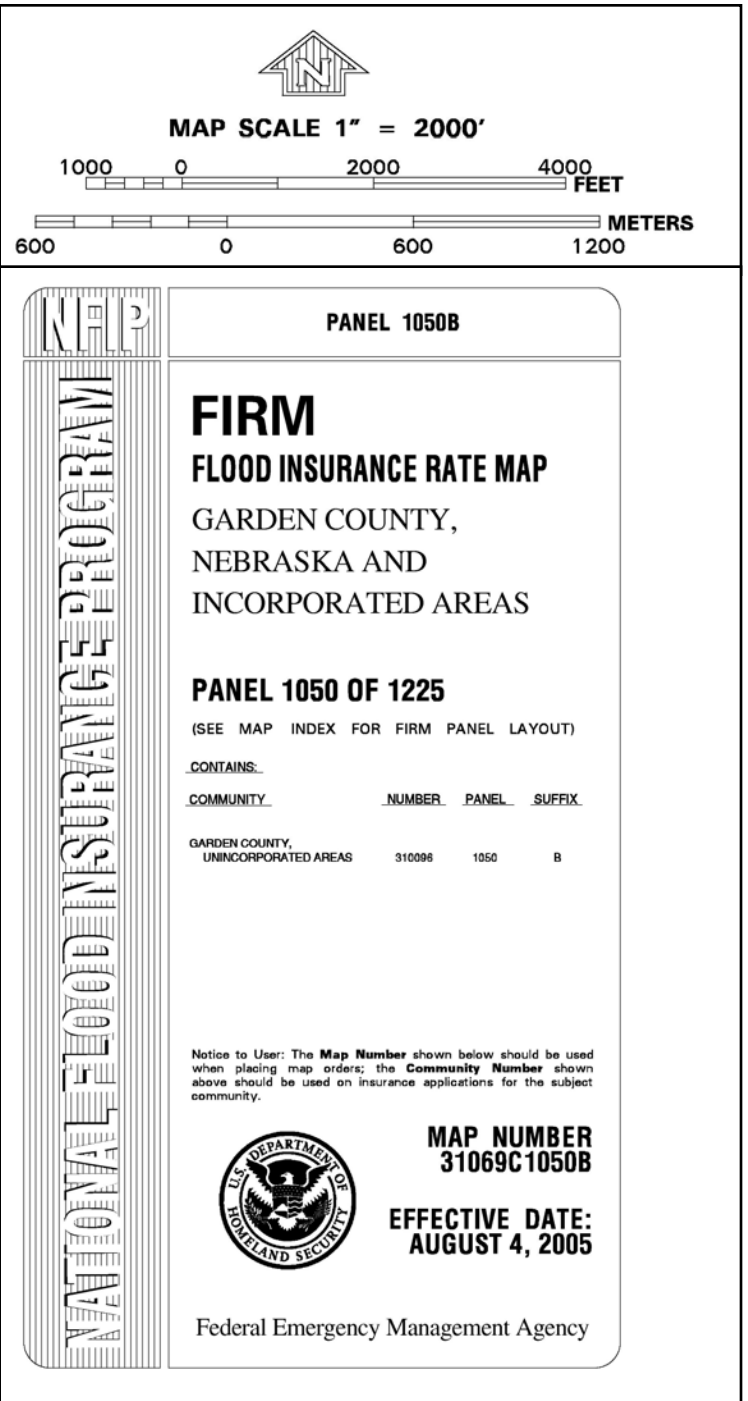 N
MAP SCALE 1" = 2000'
1000 0 2000 4000
FEET
METERS
600 0 600 1200
NFIP
PANEL 1050B
NATIONAL FLOOD INSURANCE PROGRAM
FIRM
FLOOD INSURANCE RATE MAP
GARDEN COUNTY,
NEBRASKA AND
INCORPORATED AREAS
PANEL 1050 OF 1225
(SEE MAP INDEX FOR FIRM PANEL LAYOUT)
CONTAINS:
COMMUNITY NUMBER PANEL SUFFIX
GARDEN COUNTY,
UNINCORPORATED AREAS 310096 1050 B
Notice to User: The Map Number shown below should be used
when placing map orders; the Community Number shown
above should be used on insurance applications for the subject
community.
U.S. DEPARTMENT OF HOMELAND SECURITY
MAP NUMBER
31069C1050B
EFFECTIVE DATE:
AUGUST 4, 2005
Federal Emergency Management Agency